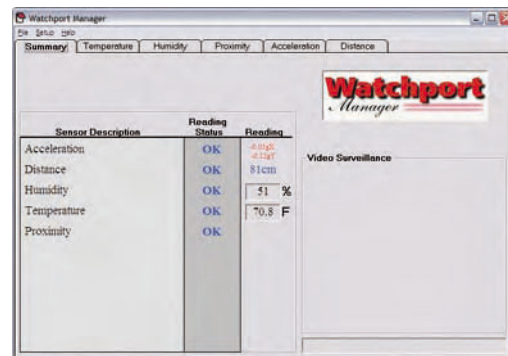 Watchport Manager
File Setup Help
Summary Temperature Humidity Proximity Acceleration Distance
Watchport
Manager
Sensor Description Reading Status Reading
Acceleration OK
Distance OK 81cm
Humidity OK 51 %
Temperature OK 70.8 F
Proximity OK
Video Surveillance